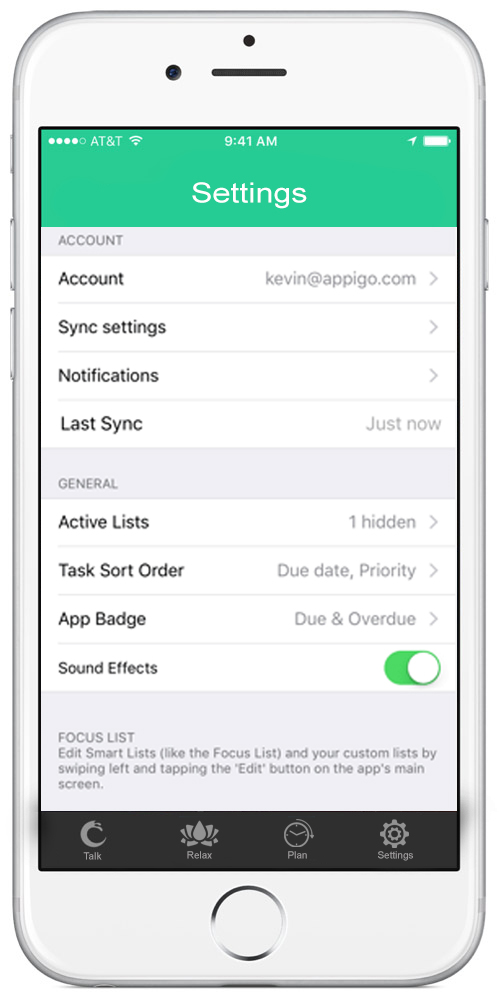 AT&T 9:41 AM
Settings
ACCOUNT
Account kevin@appigo.com
Sync settings
Notifications
Last Sync Just now
GENERAL
Active Lists 1 hidden
Task Sort Order Due date, Priority
App Badge Due & Overdue
Sound Effects
FOCUS LIST
Edit Smart Lists (like the Focus List) and your custom lists by
swiping left and tapping the 'Edit' button on the app's main
screen.
Talk Relax Plan Settings